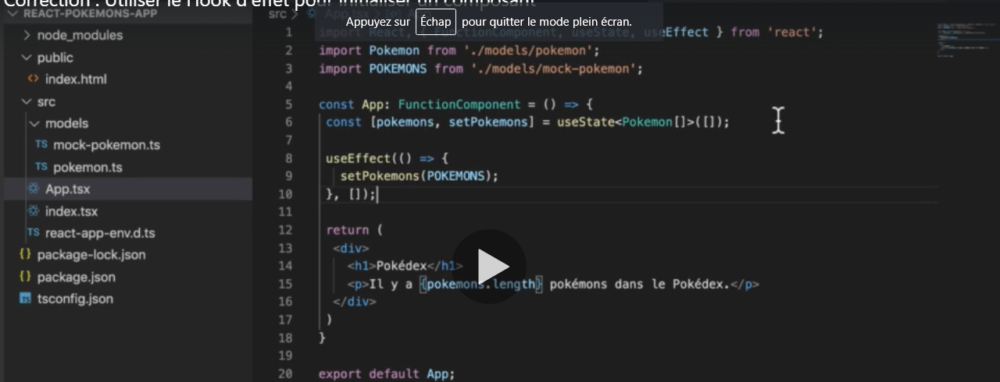 Correction : Utiliser le Hook d'effet pour initialiser un composant
REACT-POKEMONS-APP
node_modules
public
<> index.html
src
models
TS mock-pokemon.ts
TS pokemon.ts
App.tsx
index.tsx
TS react-app-env.d.ts
{} package-lock.json
{} package.json
TS tsconfig.json
src > App.tsx >
Appuyez sur Échap pour quitter le mode plein écran.
1 import React, { FunctionComponent, useState, useEffect } from 'react';
2 import Pokemon from './models/pokemon';
3 import POKEMONS from './models/mock-pokemon';
4
5 const App: FunctionComponent = () => {
6 const [pokemons, setPokemons] = useState<Pokemon[]>([]);
7
8 useEffect(() => {
9 setPokemons(POKEMONS);
10 }, []);
11
12 return (
13 <div>
14 <h1>Pokédex</h1>
15 <p>Il y a {pokemons.length} pokémons dans le Pokédex.</p>
16 </div>
17 )
18 }
19
20 export default App;